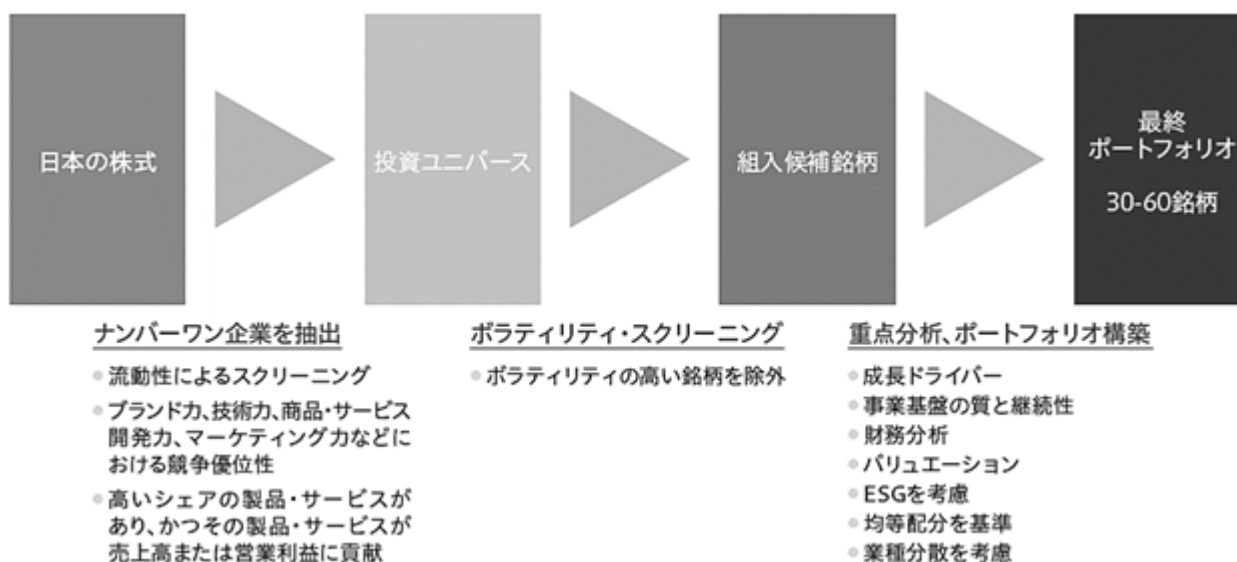 日本の株式
投資ユニバース
組入候補銘柄
最終
ポートフォリオ
30-60銘柄
ナンバーワン企業を抽出
● 流動性によるスクリーニング
● ブランド力、技術力、商品・サービス
開発力、マーケティング力などに
おける競争優位性
● 高いシェアの製品・サービスが
あり、かつその製品・サービスが
売上高または営業利益に貢献
ボラティリティ・スクリーニング
● ボラティリティの高い銘柄を除外
重点分析、ポートフォリオ構築
● 成長ドライバー
● 事業基盤の質と継続性
● 財務分析
● バリュエーション
● ESGを考慮
● 均等配分を基準
● 業種分散を考慮